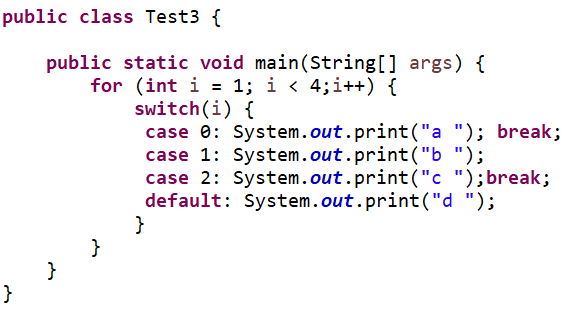 public class Test3 {
public static void main(String[] args) {
for (int i = 1; i < 4;i++) {
switch(i) {
case 0: System.out.print("a "); break;
case 1: System.out.print("b ");
case 2: System.out.print("c ");break;
default: System.out.print("d ");
}
}
}
}